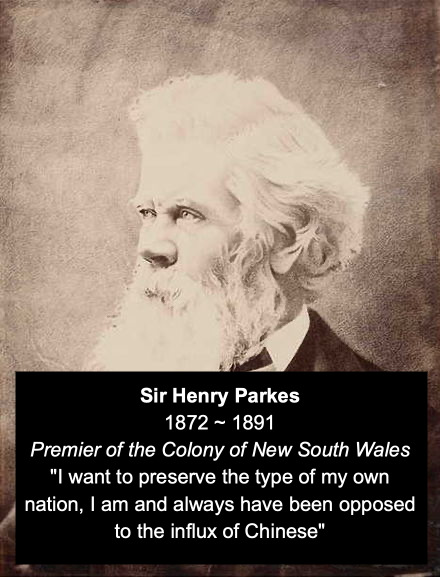 Sir Henry Parkes
1872 ~ 1891
Premier of the Colony of New South Wales
"I want to preserve the type of my own
nation, I am and always have been opposed
to the influx of Chinese"